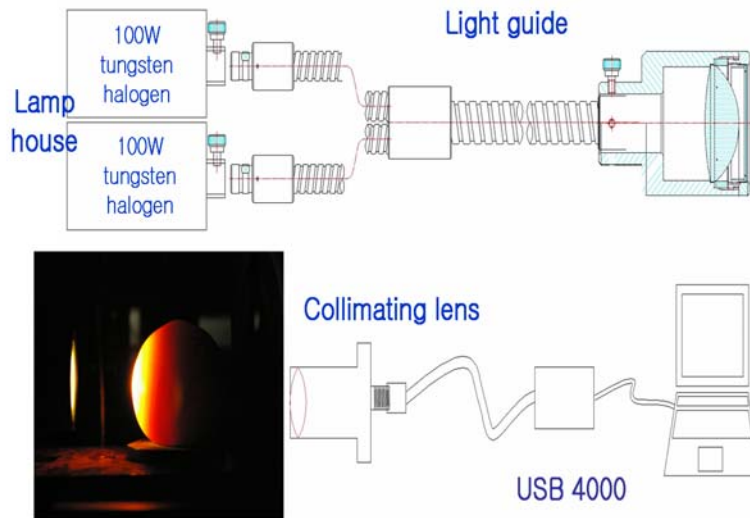 Light guide
100W
tungsten
halogen
Lamp
house
100W
tungsten
halogen
Collimating lens
USB 4000